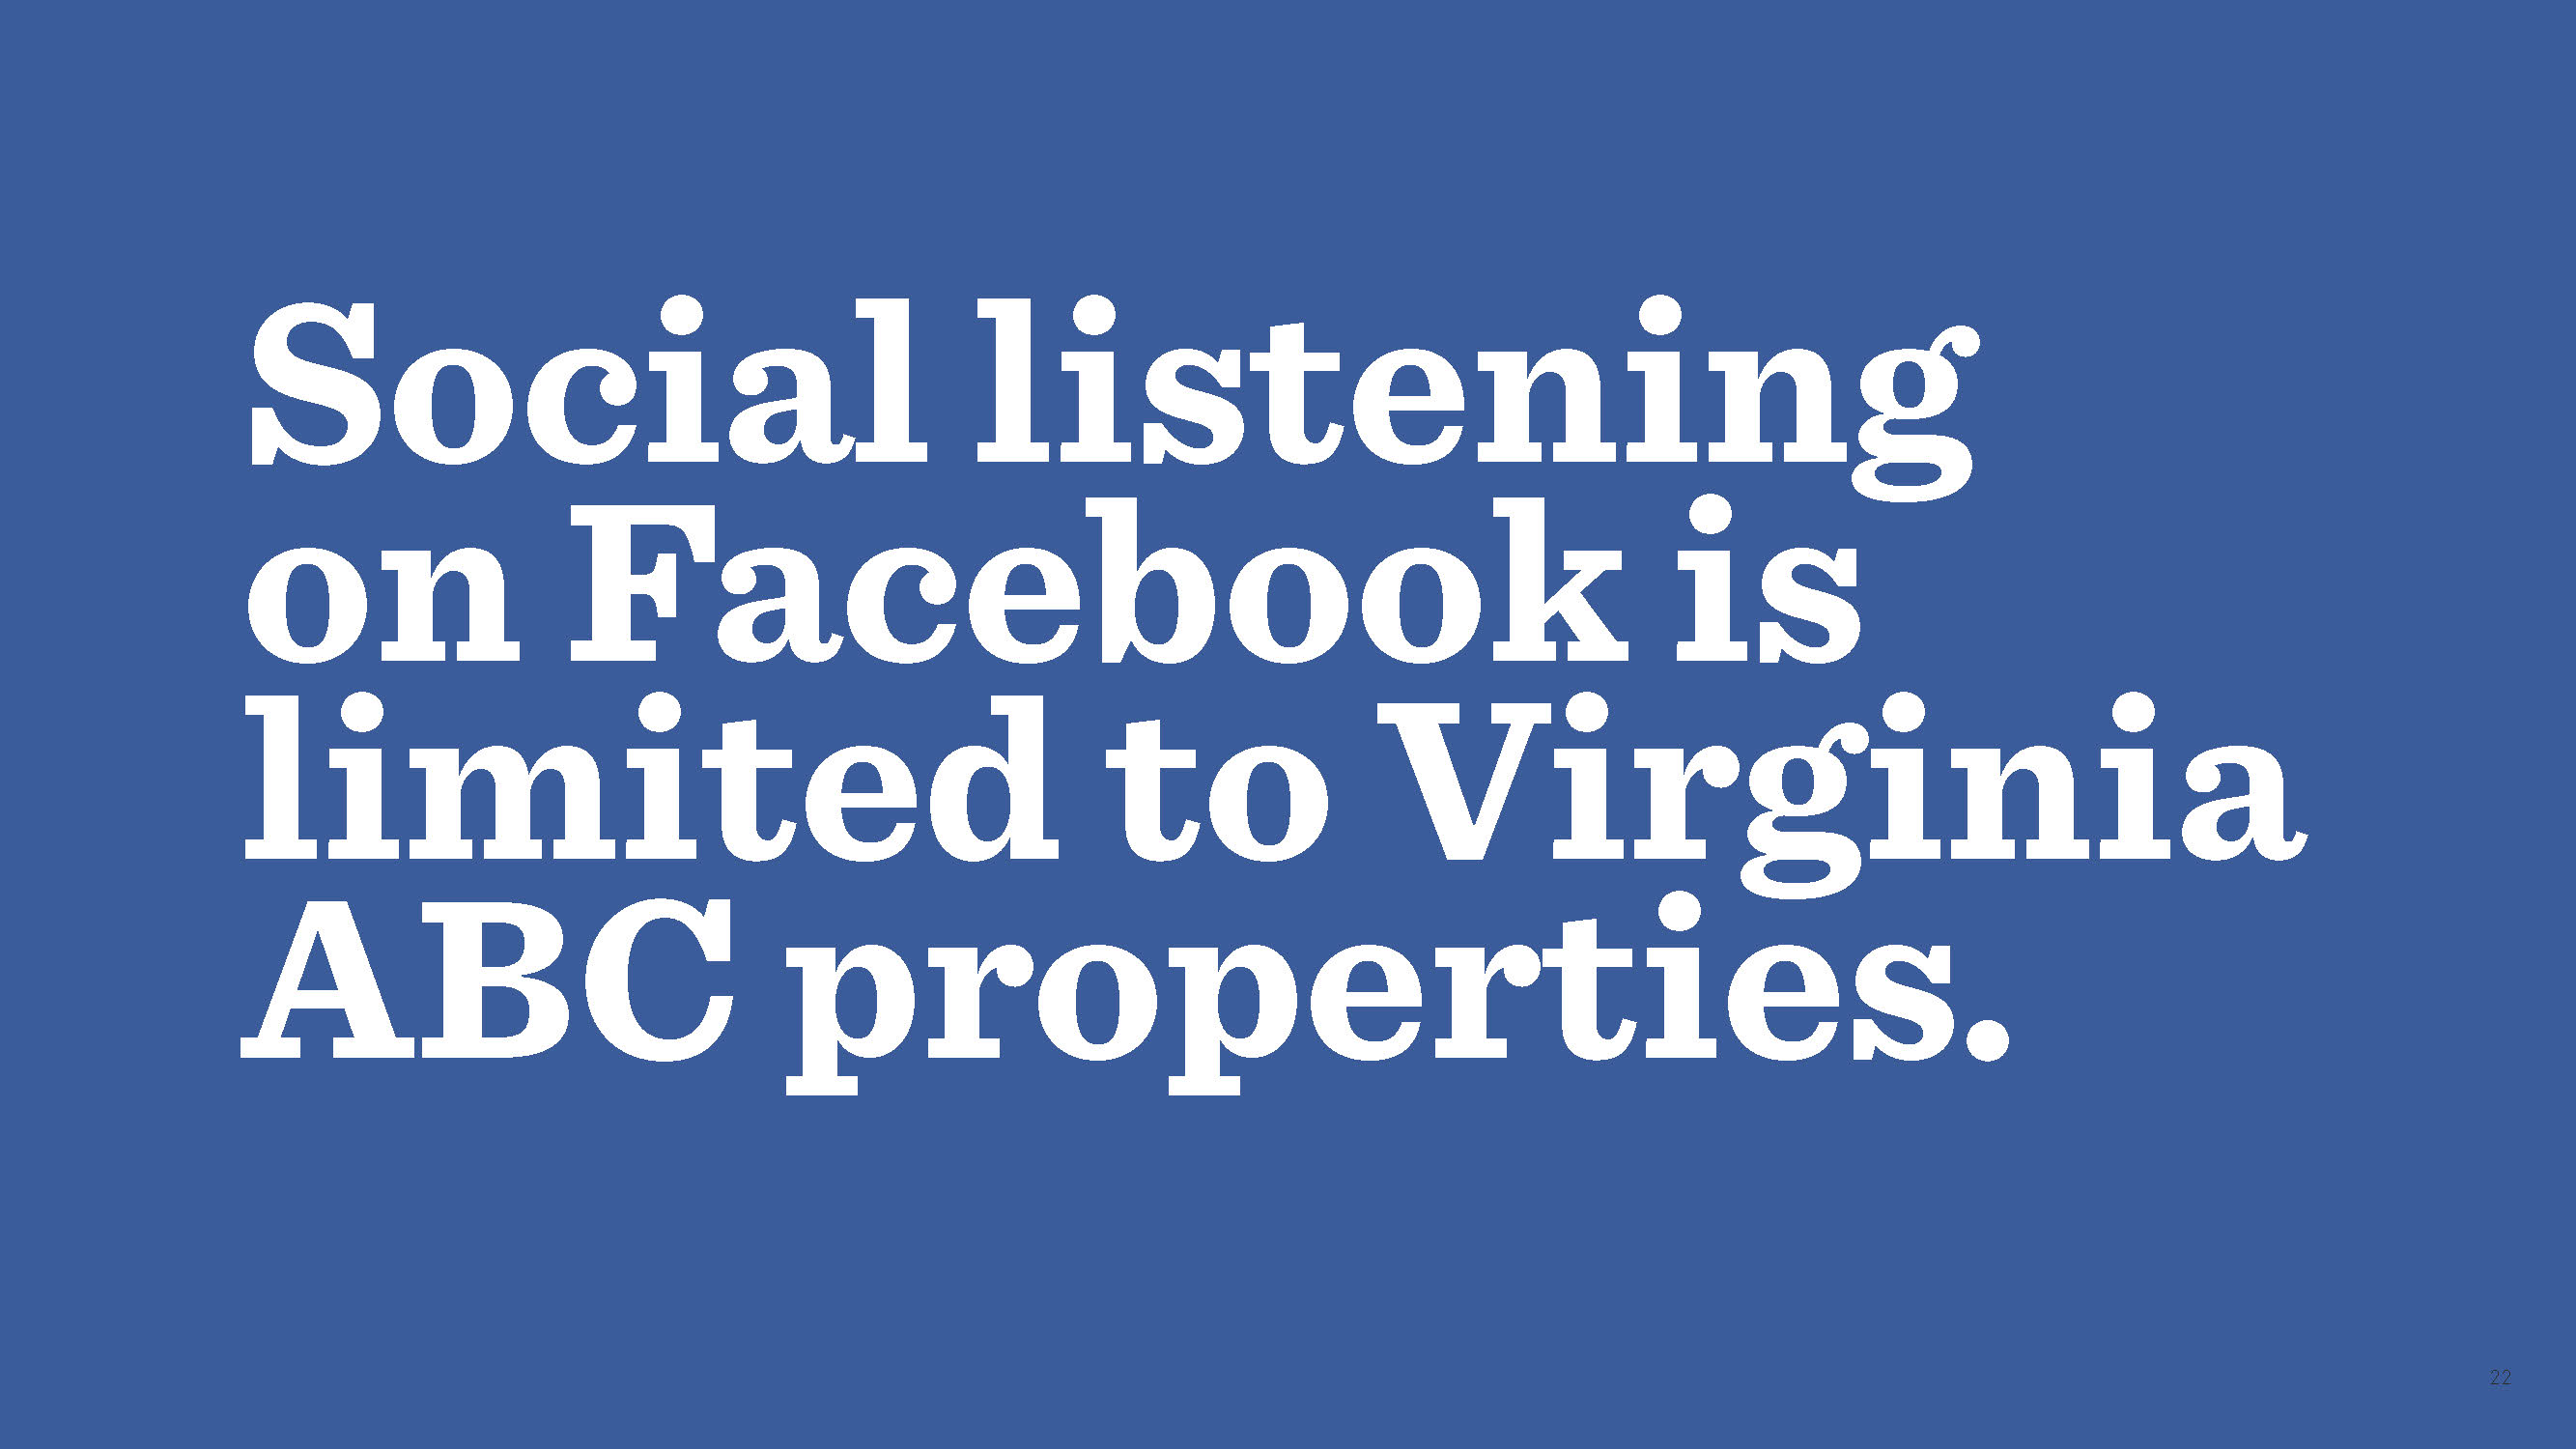 Social listening
on Facebook is
limited to Virginia
ABC properties.
22